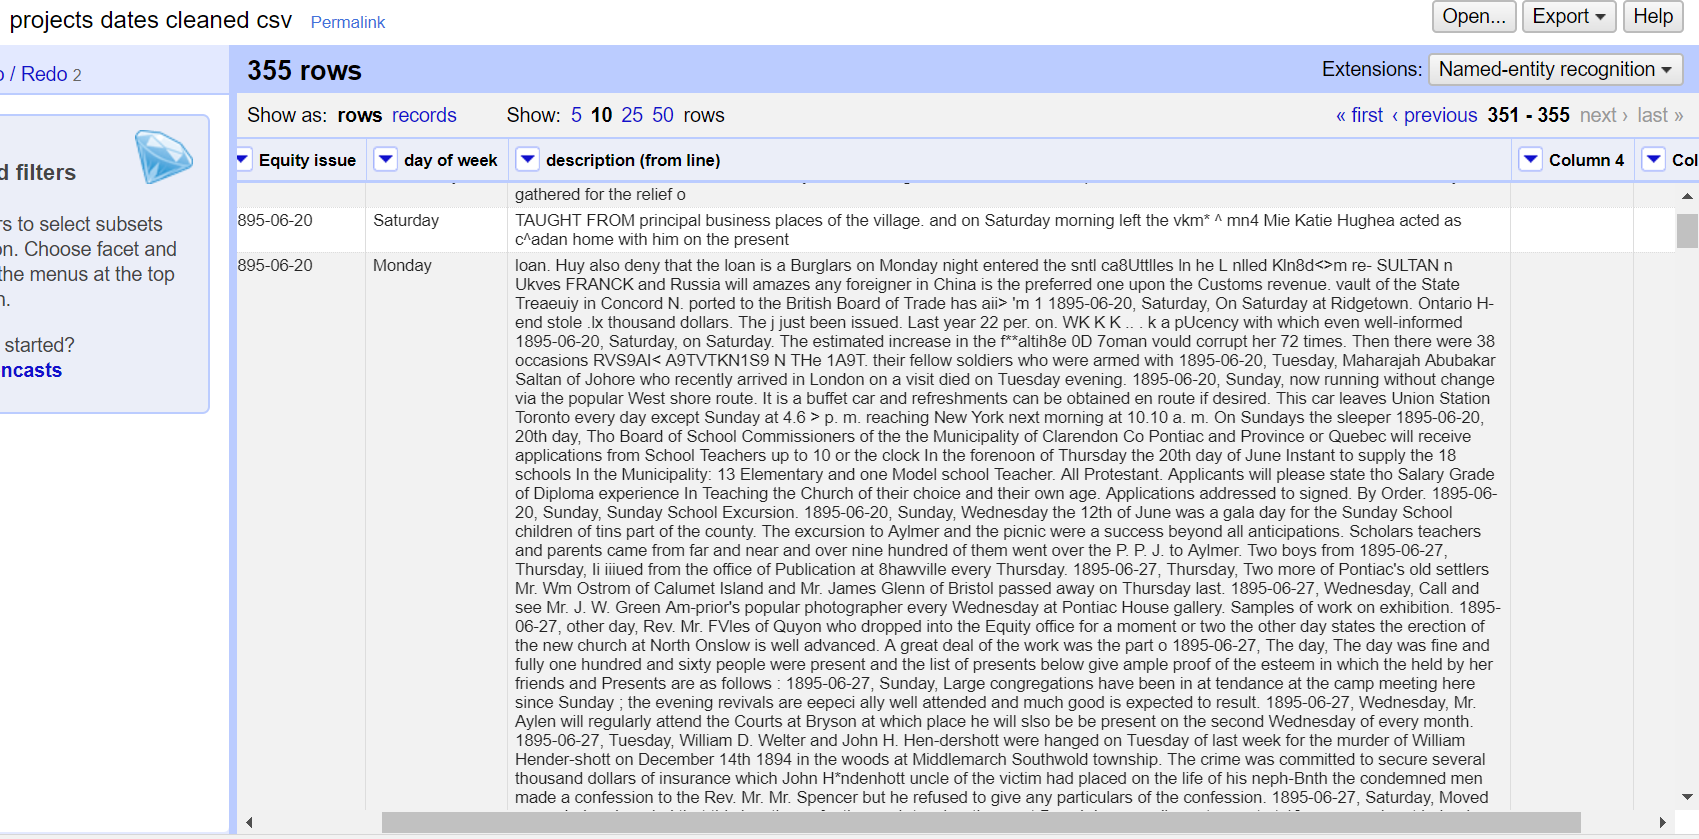 projects dates cleaned csv Permalink Open... Export Help
/ Redo 2
355 rows Extensions: Named-entity recognition
Show as: rows records Show: 5 10 25 50 rows « first ‹ previous 351 - 355 next › last »
d filters
rs to select subsets
on. Choose facet and
the menus at the top
n.
started?
ncasts
Equity issue day of week description (from line) Column 4 Col
gathered for the relief o
895-06-20 Saturday TAUGHT FROM principal business places of the village. and on Saturday morning left the vkm* ^ mn4 Mie Katie Hughea acted as
c^adan home with him on the present
895-06-20 Monday loan. Huy also deny that the loan is a Burglars on Monday night entered the sntl ca8Uttlles In he L nlled Kln8d<>m re- SULTAN n
Ukves FRANCK and Russia will amazes any foreigner in China is the preferred one upon the Customs revenue. vault of the State
Treaeuiy in Concord N. ported to the British Board of Trade has aii> 'm 1 1895-06-20, Saturday, On Saturday at Ridgetown. Ontario H-
end stole .lx thousand dollars. The j just been issued. Last year 22 per. on. WK K K .. . k a pUcency with which even well-informed
1895-06-20, Saturday, on Saturday. The estimated increase in the f**altih8e 0D 7oman vould corrupt her 72 times. Then there were 38
occasions RVS9AI< A9TVTKN1S9 N THe 1A9T. their fellow soldiers who were armed with 1895-06-20, Tuesday, Maharajah Abubakar
Saltan of Johore who recently arrived in London on a visit died on Tuesday evening. 1895-06-20, Sunday, now running without change
via the popular West shore route. It is a buffet car and refreshments can be obtained en route if desired. This car leaves Union Station
Toronto every day except Sunday at 4.6 > p. m. reaching New York next morning at 10.10 a. m. On Sundays the sleeper 1895-06-20,
20th day, Tho Board of School Commissioners of the the Municipality of Clarendon Co Pontiac and Province or Quebec will receive
applications from School Teachers up to 10 or the clock In the forenoon of Thursday the 20th day of June Instant to supply the 18
schools In the Municipality: 13 Elementary and one Model school Teacher. All Protestant. Applicants will please state tho Salary Grade
of Diploma experience In Teaching the Church of their choice and their own age. Applications addressed to signed. By Order. 1895-06-
20, Sunday, Sunday School Excursion. 1895-06-20, Sunday, Wednesday the 12th of June was a gala day for the Sunday School
children of tins part of the county. The excursion to Aylmer and the picnic were a success beyond all anticipations. Scholars teachers
and parents came from far and near and over nine hundred of them went over the P. P. J. to Aylmer. Two boys from 1895-06-27,
Thursday, Ii iiiued from the office of Publication at 8hawville every Thursday. 1895-06-27, Thursday, Two more of Pontiac's old settlers
Mr. Wm Ostrom of Calumet Island and Mr. James Glenn of Bristol passed away on Thursday last. 1895-06-27, Wednesday, Call and
see Mr. J. W. Green Am-prior's popular photographer every Wednesday at Pontiac House gallery. Samples of work on exhibition. 1895-
06-27, other day, Rev. Mr. FVles of Quyon who dropped into the Equity office for a moment or two the other day states the erection of
the new church at North Onslow is well advanced. A great deal of the work was the part o 1895-06-27, The day, The day was fine and
fully one hundred and sixty people were present and the list of presents below give ample proof of the esteem in which the held by her
friends and Presents are as follows : 1895-06-27, Sunday, Large congregations have been in at tendance at the camp meeting here
since Sunday ; the evening revivals are eepeci ally well attended and much good is expected to result. 1895-06-27, Wednesday, Mr.
Aylen will regularly attend the Courts at Bryson at which place he will slso be be present on the second Wednesday of every month.
1895-06-27, Tuesday, William D. Welter and John H. Hen-dershott were hanged on Tuesday of last week for the murder of William
Hender-shott on December 14th 1894 in the woods at Middlemarch Southwold township. The crime was committed to secure several
thousand dollars of insurance which John H*ndenhott uncle of the victim had placed on the life of his neph-Bnth the condemned men
made a confession to the Rev. Mr. Mr. Spencer but he refused to give any particulars of the confession. 1895-06-27, Saturday, Moved